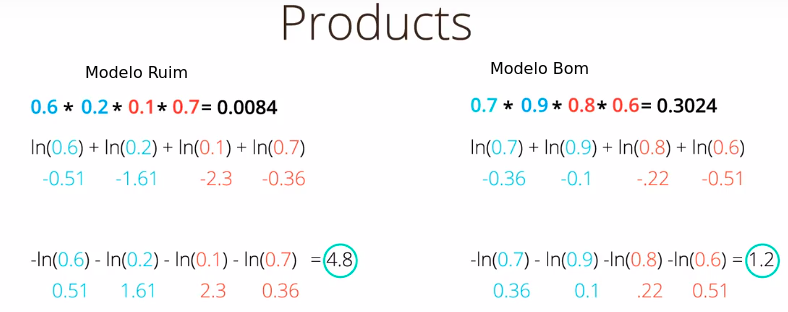 Products
Modelo Ruim
0.6 * 0.2 * 0.1 * 0.7 = 0.0084
ln(0.6) + ln(0.2) + ln(0.1) + ln(0.7)
-0.51 -1.61 -2.3 -0.36
-ln(0.6) - ln(0.2) - ln(0.1) - ln(0.7) = 4.8
0.51 1.61 2.3 0.36
Modelo Bom
0.7 * 0.9 * 0.8 * 0.6 = 0.3024
ln(0.7) + ln(0.9) + ln(0.8) + ln(0.6)
-0.36 -0.1 -.22 -0.51
-ln(0.7) - ln(0.9) -ln(0.8) -ln(0.6) = 1.2
0.36 0.1 .22 0.51